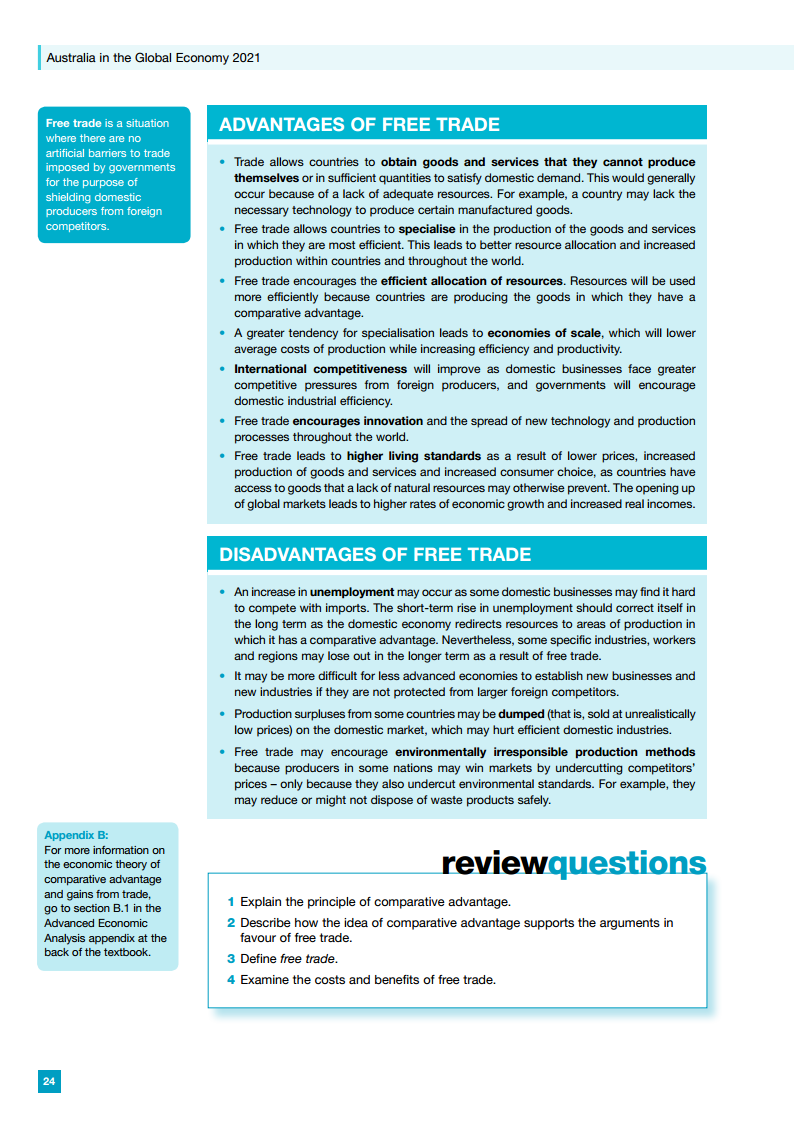 Australia in the Global Economy 2021
Free trade is a situation
where there are no
artificial barriers to trade
imposed by governments
for the purpose of
shielding domestic
producers from foreign
competitors.
ADVANTAGES OF FREE TRADE
• Trade allows countries to obtain goods and services that they cannot produce
themselves or in sufficient quantities to satisfy domestic demand. This would generally
occur because of a lack of adequate resources. For example, a country may lack the
necessary technology to produce certain manufactured goods.
• Free trade allows countries to specialise in the production of the goods and services
in which they are most efficient. This leads to better resource allocation and increased
production within countries and throughout the world.
• Free trade encourages the efficient allocation of resources. Resources will be used
more efficiently because countries are producing the goods in which they have a
comparative advantage.
• A greater tendency for specialisation leads to economies of scale, which will lower
average costs of production while increasing efficiency and productivity.
• International competitiveness will improve as domestic businesses face greater
competitive pressures from foreign producers, and governments will encourage
domestic industrial efficiency.
• Free trade encourages innovation and the spread of new technology and production
processes throughout the world.
• Free trade leads to higher living standards as a result of lower prices, increased
production of goods and services and increased consumer choice, as countries have
access to goods that a lack of natural resources may otherwise prevent. The opening up
of global markets leads to higher rates of economic growth and increased real incomes.
DISADVANTAGES OF FREE TRADE
• An increase in unemployment may occur as some domestic businesses may find it hard
to compete with imports. The short-term rise in unemployment should correct itself in
the long term as the domestic economy redirects resources to areas of production in
which it has a comparative advantage. Nevertheless, some specific industries, workers
and regions may lose out in the longer term as a result of free trade.
• It may be more difficult for less advanced economies to establish new businesses and
new industries if they are not protected from larger foreign competitors.
• Production surpluses from some countries may be dumped (that is, sold at unrealistically
low prices) on the domestic market, which may hurt efficient domestic industries.
• Free trade may encourage environmentally irresponsible production methods
because producers in some nations may win markets by undercutting competitors'
prices – only because they also undercut environmental standards. For example, they
may reduce or might not dispose of waste products safely.
Appendix B:
For more information on
the economic theory of
comparative advantage
and gains from trade,
go to section B.1 in the
Advanced Economic
Analysis appendix at the
back of the textbook.
reviewquestions
1 Explain the principle of comparative advantage.
2 Describe how the idea of comparative advantage supports the arguments in
favour of free trade.
3 Define free trade.
4 Examine the costs and benefits of free trade.
24